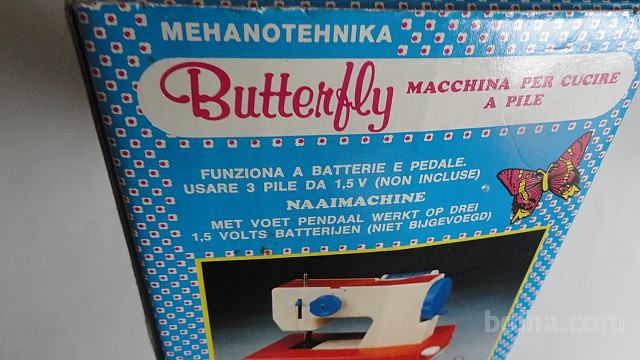 MEHANOTEHNIKA
Butterfly
MACCHINA PER CUCIRE
A PILE
FUNZIONA A BATTERIE E PEDALE.
USARE 3 PILE DA 1,5 V (NON INCLUSE)
NAAIMACHINE
MET VOET PENDAAL WERKT OP DREI
1,5 VOLTS BATTERIJEN (NIET BIJGEVOEGD)
bolha.com